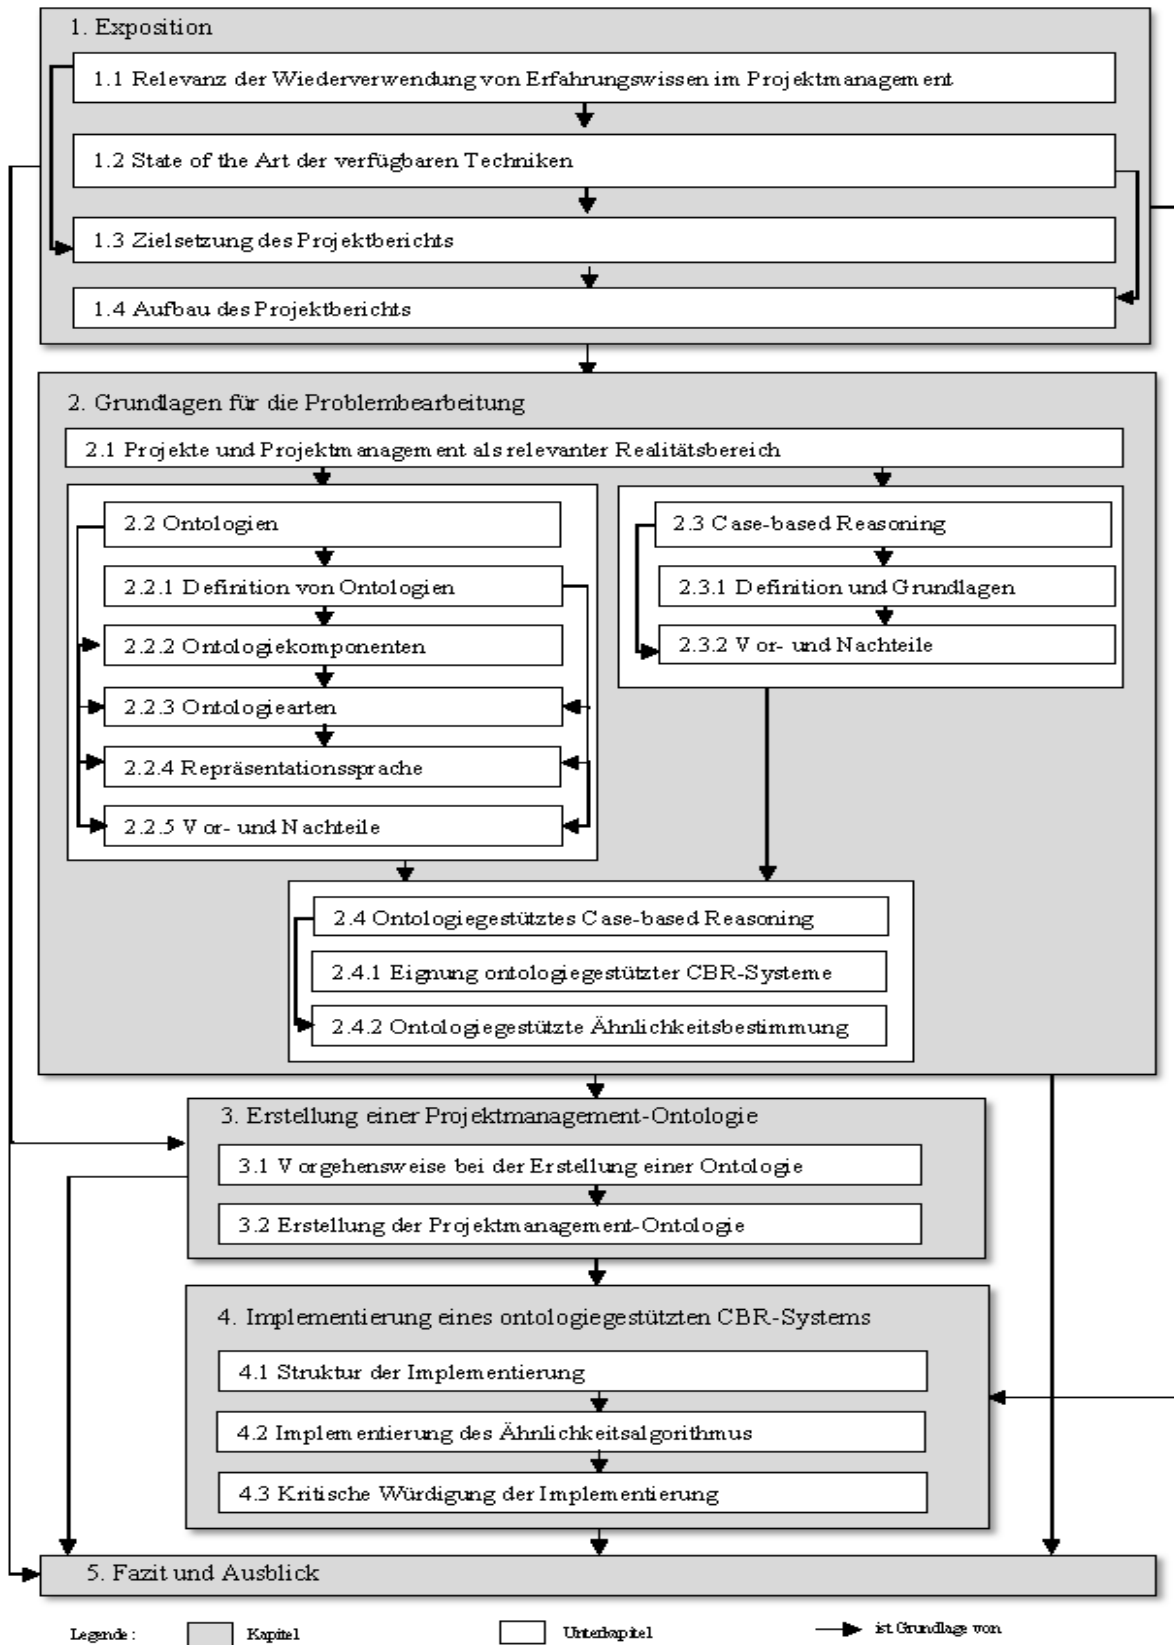 1. Exposition
1.1 Relevanz der Wiederverwendung von Erfahrungswissen im Projektmanagement
1.2 State of the Art der verfügbaren Techniken
1.3 Zielsetzung des Projektberichts
1.4 Aufbau des Projektberichts
2. Grundlagen für die Problembearbeitung
2.1 Projekte und Projektmanagement als relevanter Realitätsbereich
2.2 Ontologien
2.2.1 Definition von Ontologien
2.2.2 Ontologiekomponenten
2.2.3 Ontologiearten
2.2.4 Repräsentationssprache
2.2.5 Vor- und Nachteile
2.3 Case-based Reasoning
2.3.1 Definition und Grundlagen
2.3.2 Vor- und Nachteile
2.4 Ontologiegestütztes Case-based Reasoning
2.4.1 Eignung ontologiegestützter CBR-Systeme
2.4.2 Ontologiegestützte Ähnlichkeitsbestimmung
3. Erstellung einer Projektmanagement-Ontologie
3.1 Vorgehensweise bei der Erstellung einer Ontologie
3.2 Erstellung der Projektmanagement-Ontologie
4. Implementierung eines ontologiegestützten CBR-Systems
4.1 Struktur der Implementierung
4.2 Implementierung des Ähnlichkeitsalgorithmus
4.3 Kritische Würdigung der Implementierung
5. Fazit und Ausblick
Legende: Kapitel Unterkapitel ist Grundlage von